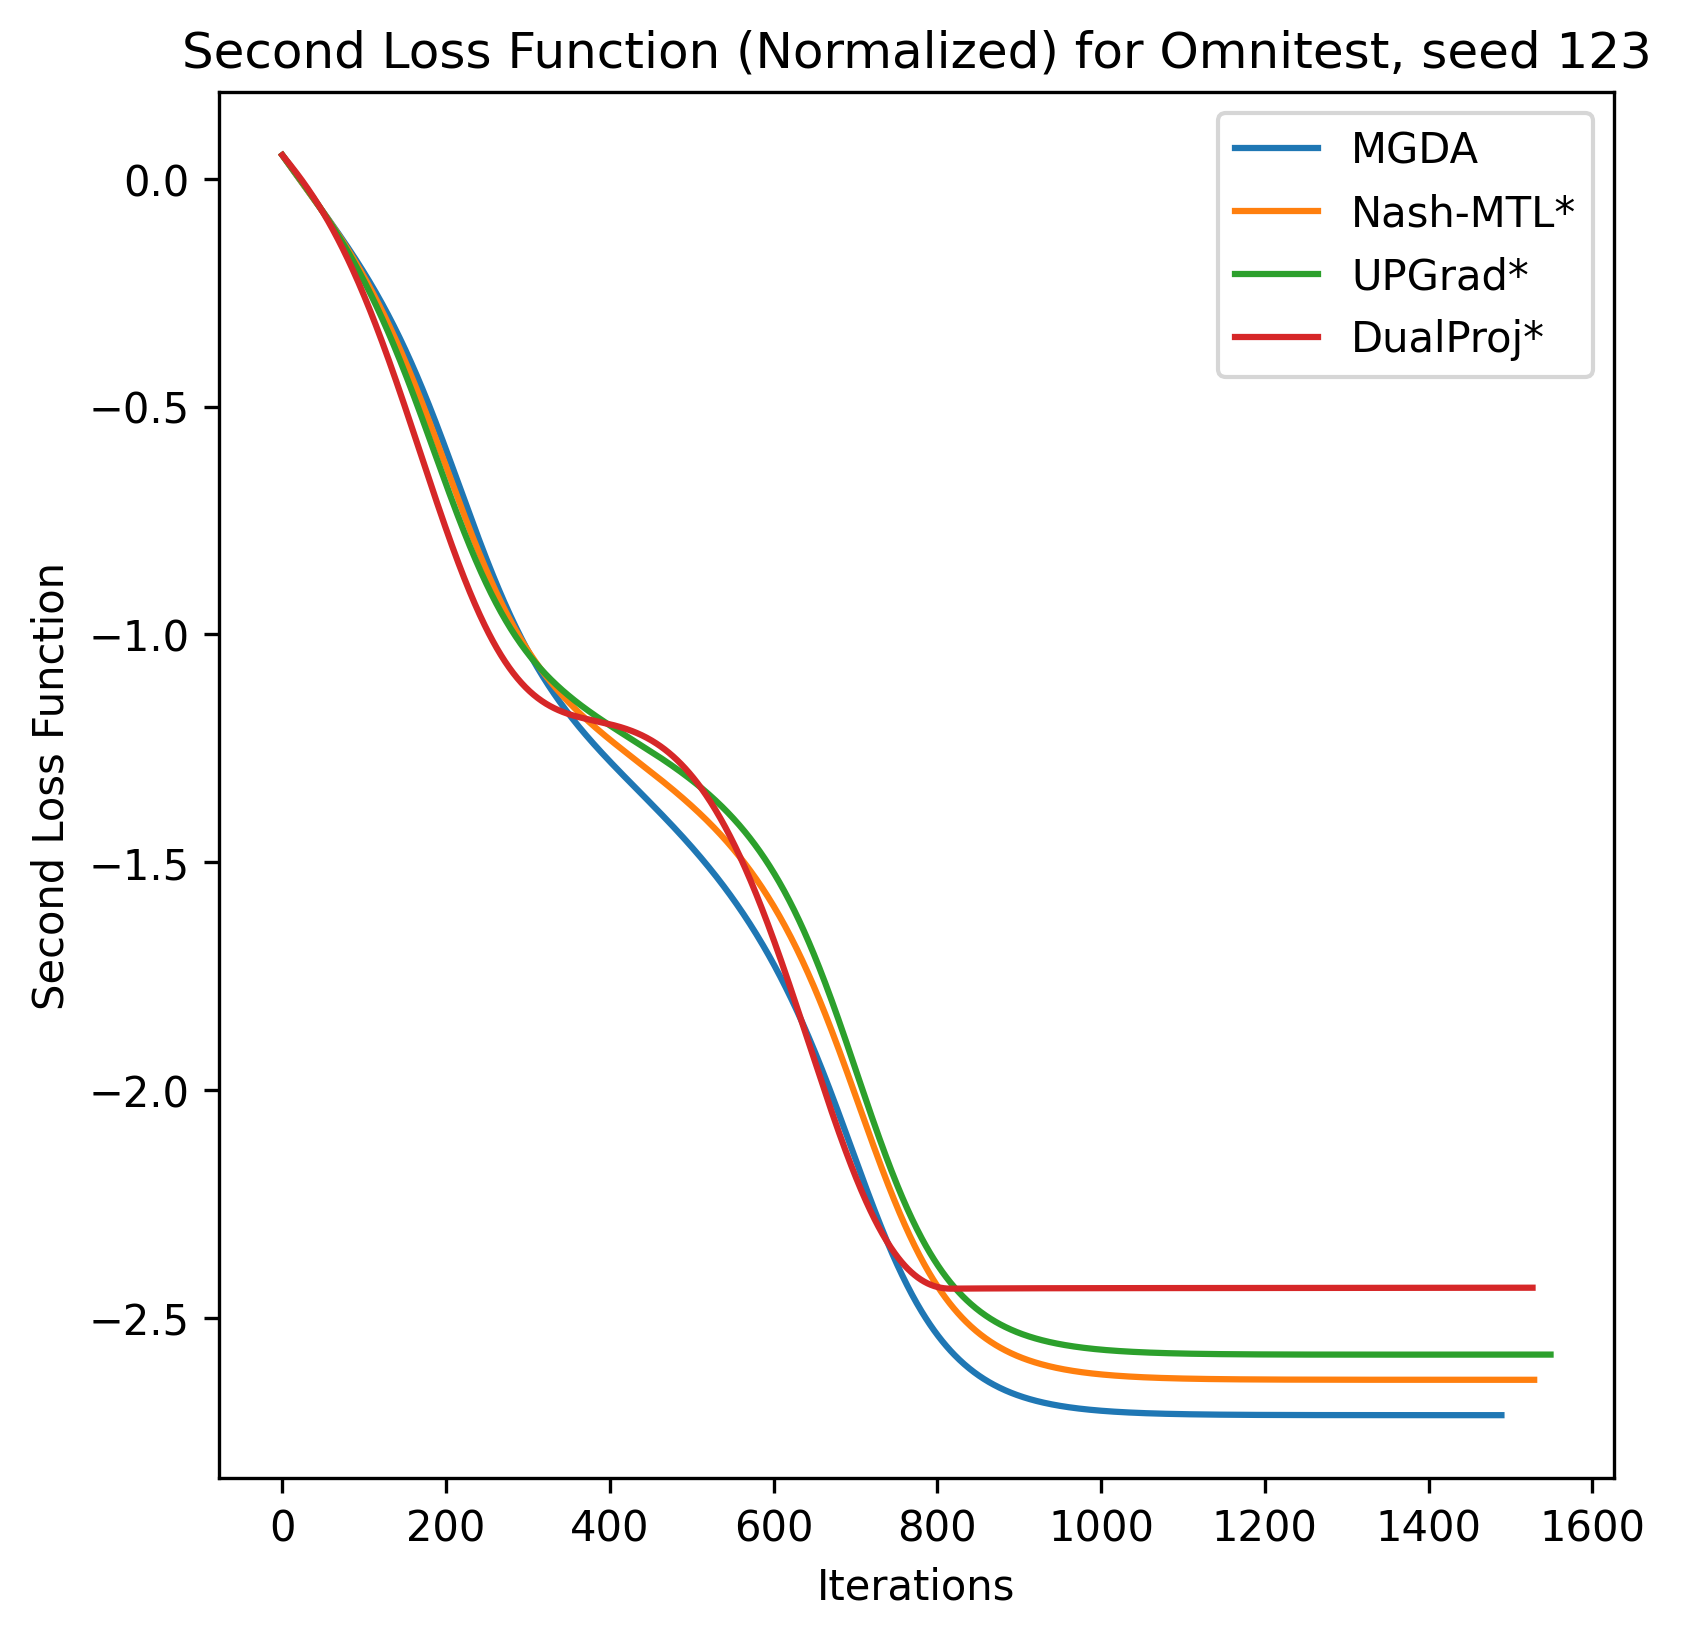 Second Loss Function (Normalized) for Omnitest, seed 123
MGDA
Nash-MTL*
UPGrad*
DualProj*
0.0
−0.5
−1.0
−1.5
−2.0
−2.5
Second Loss Function
0 200 400 600 800 1000 1200 1400 1600
Iterations